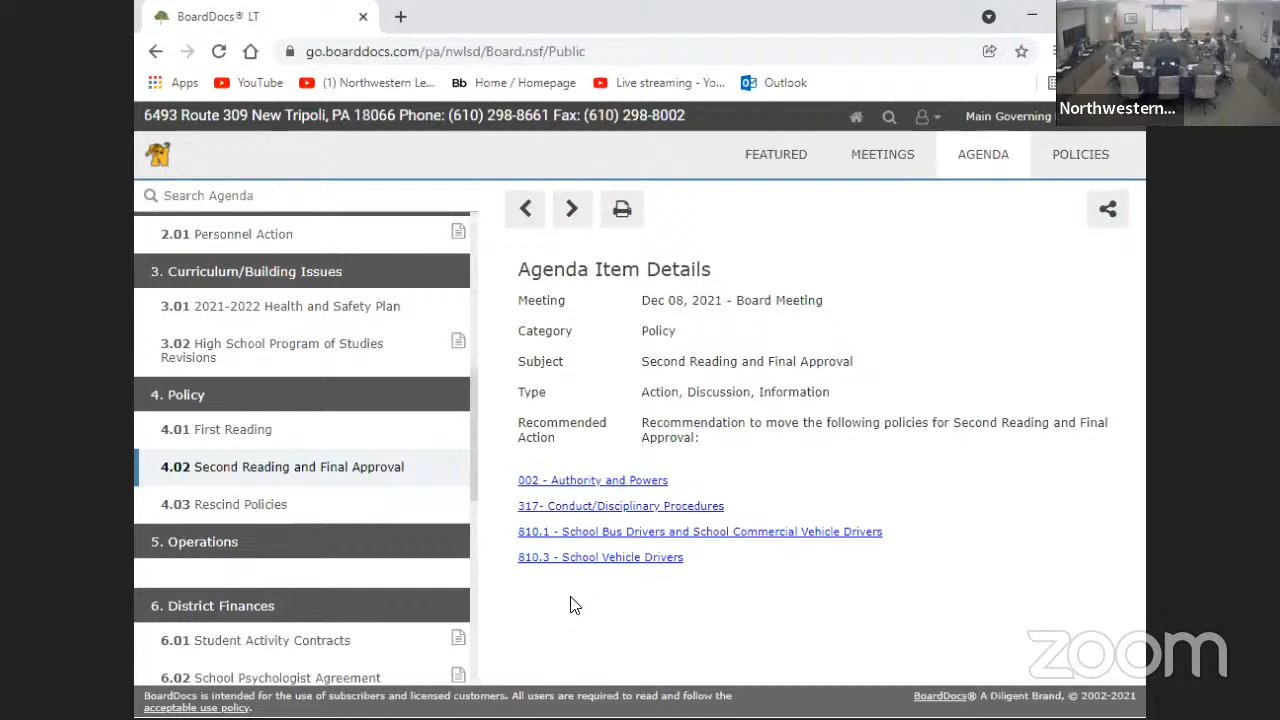 BoardDocs® LT
go.boarddocs.com/pa/nwlsd/Board.nsf/Public
Apps YouTube (1) Northwestern Le... Bb Home / Homepage Live streaming - Yo... Outlook
Northwestern...
6493 Route 309 New Tripoli, PA 18066 Phone: (610) 298-8661 Fax: (610) 298-8002 Main Governing
FEATURED MEETINGS AGENDA POLICIES
Search Agenda
2.01 Personnel Action
3. Curriculum/Building Issues
3.01 2021-2022 Health and Safety Plan
3.02 High School Program of Studies
Revisions
4. Policy
4.01 First Reading
4.02 Second Reading and Final Approval
4.03 Rescind Policies
5. Operations
6. District Finances
6.01 Student Activity Contracts
6.02 School Psychologist Agreement
Agenda Item Details
Meeting Dec 08, 2021 - Board Meeting
Category Policy
Subject Second Reading and Final Approval
Type Action, Discussion, Information
Recommended Action Recommendation to move the following policies for Second Reading and Final
Approval:
002 - Authority and Powers
317- Conduct/Disciplinary Procedures
810.1 - School Bus Drivers and School Commercial Vehicle Drivers
810.3 - School Vehicle Drivers
zoom
BoardDocs is intended for the use of subscribers and licensed customers. All users are required to read and follow the
acceptable use policy.
BoardDocs® A Diligent Brand, © 2002-2021